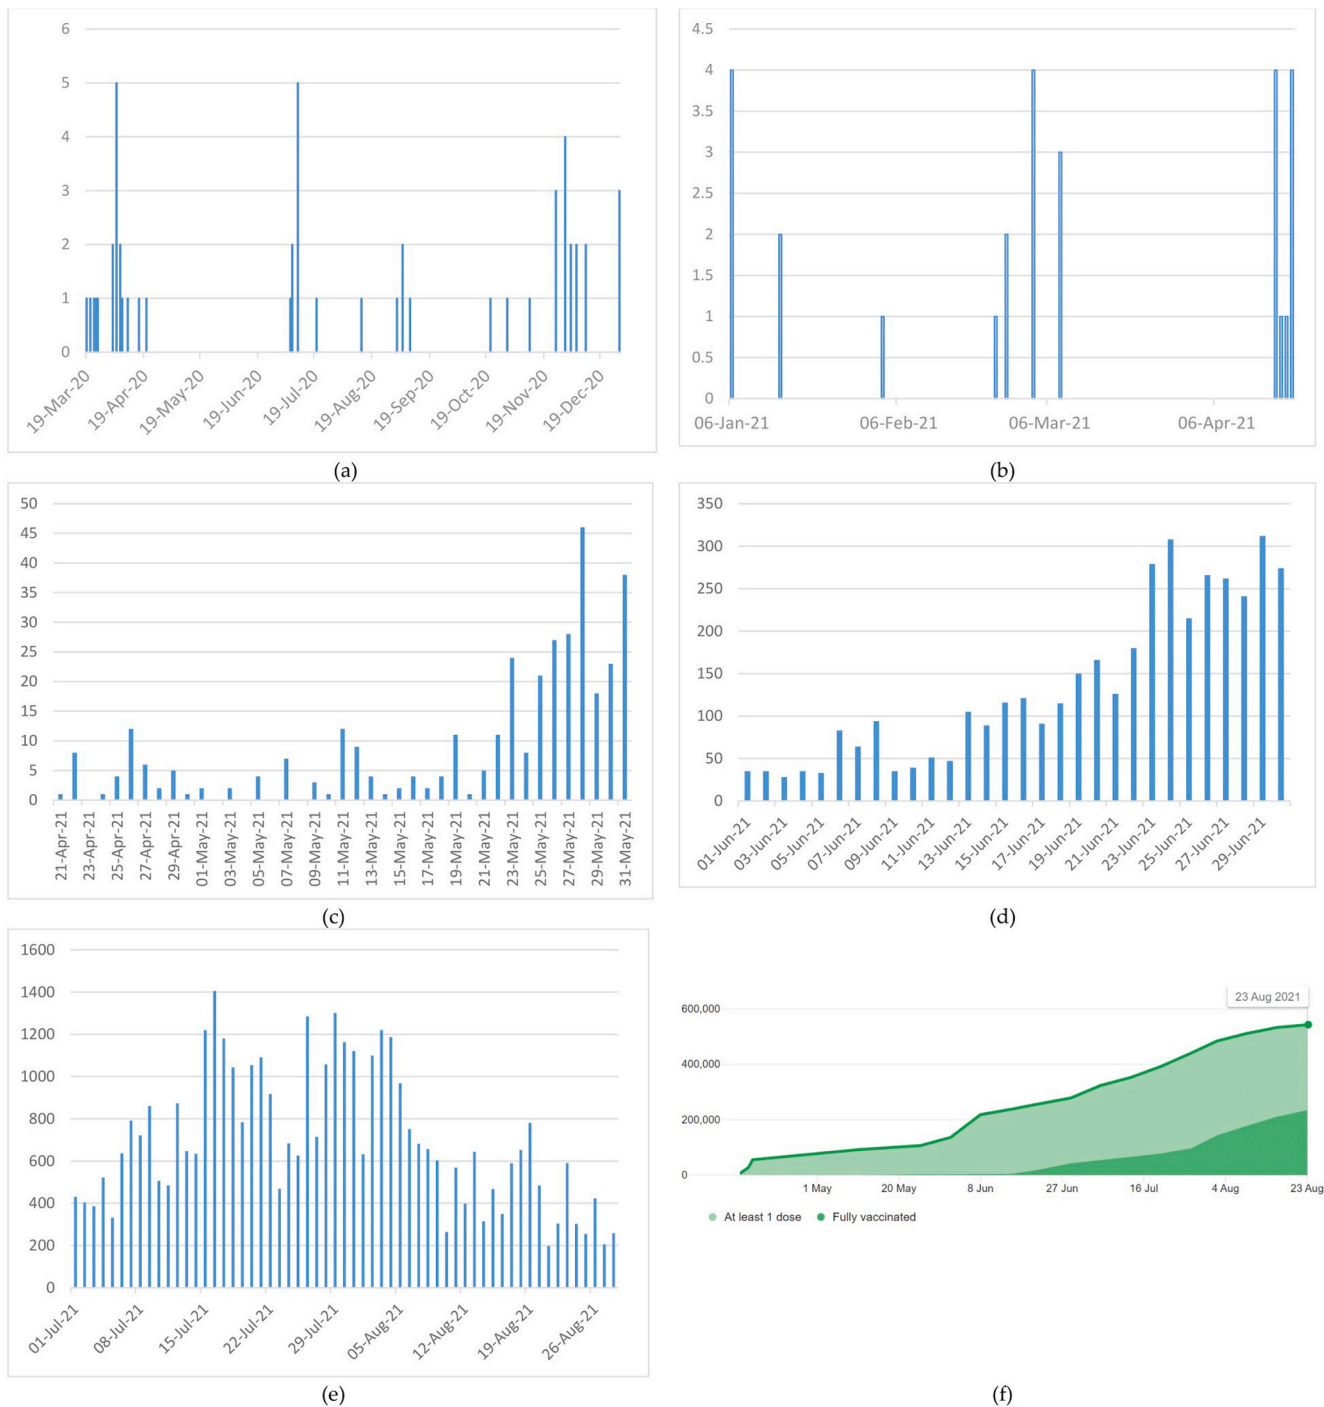 6
5
4
3
2
1
0
19-Mar-20
19-Apr-20
19-May-20
19-Jun-20
19-Jul-20
19-Aug-20
19-Sep-20
19-Oct-20
19-Nov-20
19-Dec-20
(a)
4.5
4
3.5
3
2.5
2
1.5
1
0.5
0
06-Jan-21
06-Feb-21
06-Mar-21
06-Apr-21
(b)
50
45
40
35
30
25
20
15
10
5
0
21-Apr-21
23-Apr-21
25-Apr-21
27-Apr-21
29-Apr-21
01-May-21
03-May-21
05-May-21
07-May-21
09-May-21
11-May-21
13-May-21
15-May-21
17-May-21
19-May-21
21-May-21
23-May-21
25-May-21
27-May-21
29-May-21
31-May-21
(c)
350
300
250
200
150
100
50
0
01-Jun-21
03-Jun-21
05-Jun-21
07-Jun-21
09-Jun-21
11-Jun-21
13-Jun-21
15-Jun-21
17-Jun-21
19-Jun-21
21-Jun-21
23-Jun-21
25-Jun-21
27-Jun-21
29-Jun-21
(d)
1600
1400
1200
1000
800
600
400
200
0
01-Jul-21
08-Jul-21
15-Jul-21
22-Jul-21
29-Jul-21
05-Aug-21
12-Aug-21
19-Aug-21
26-Aug-21
(e)
23 Aug 2021
600,000
400,000
200,000
0
1 May
20 May
8 Jun
27 Jun
16 Jul
4 Aug
23 Aug
At least 1 dose
Fully vaccinated
(f)